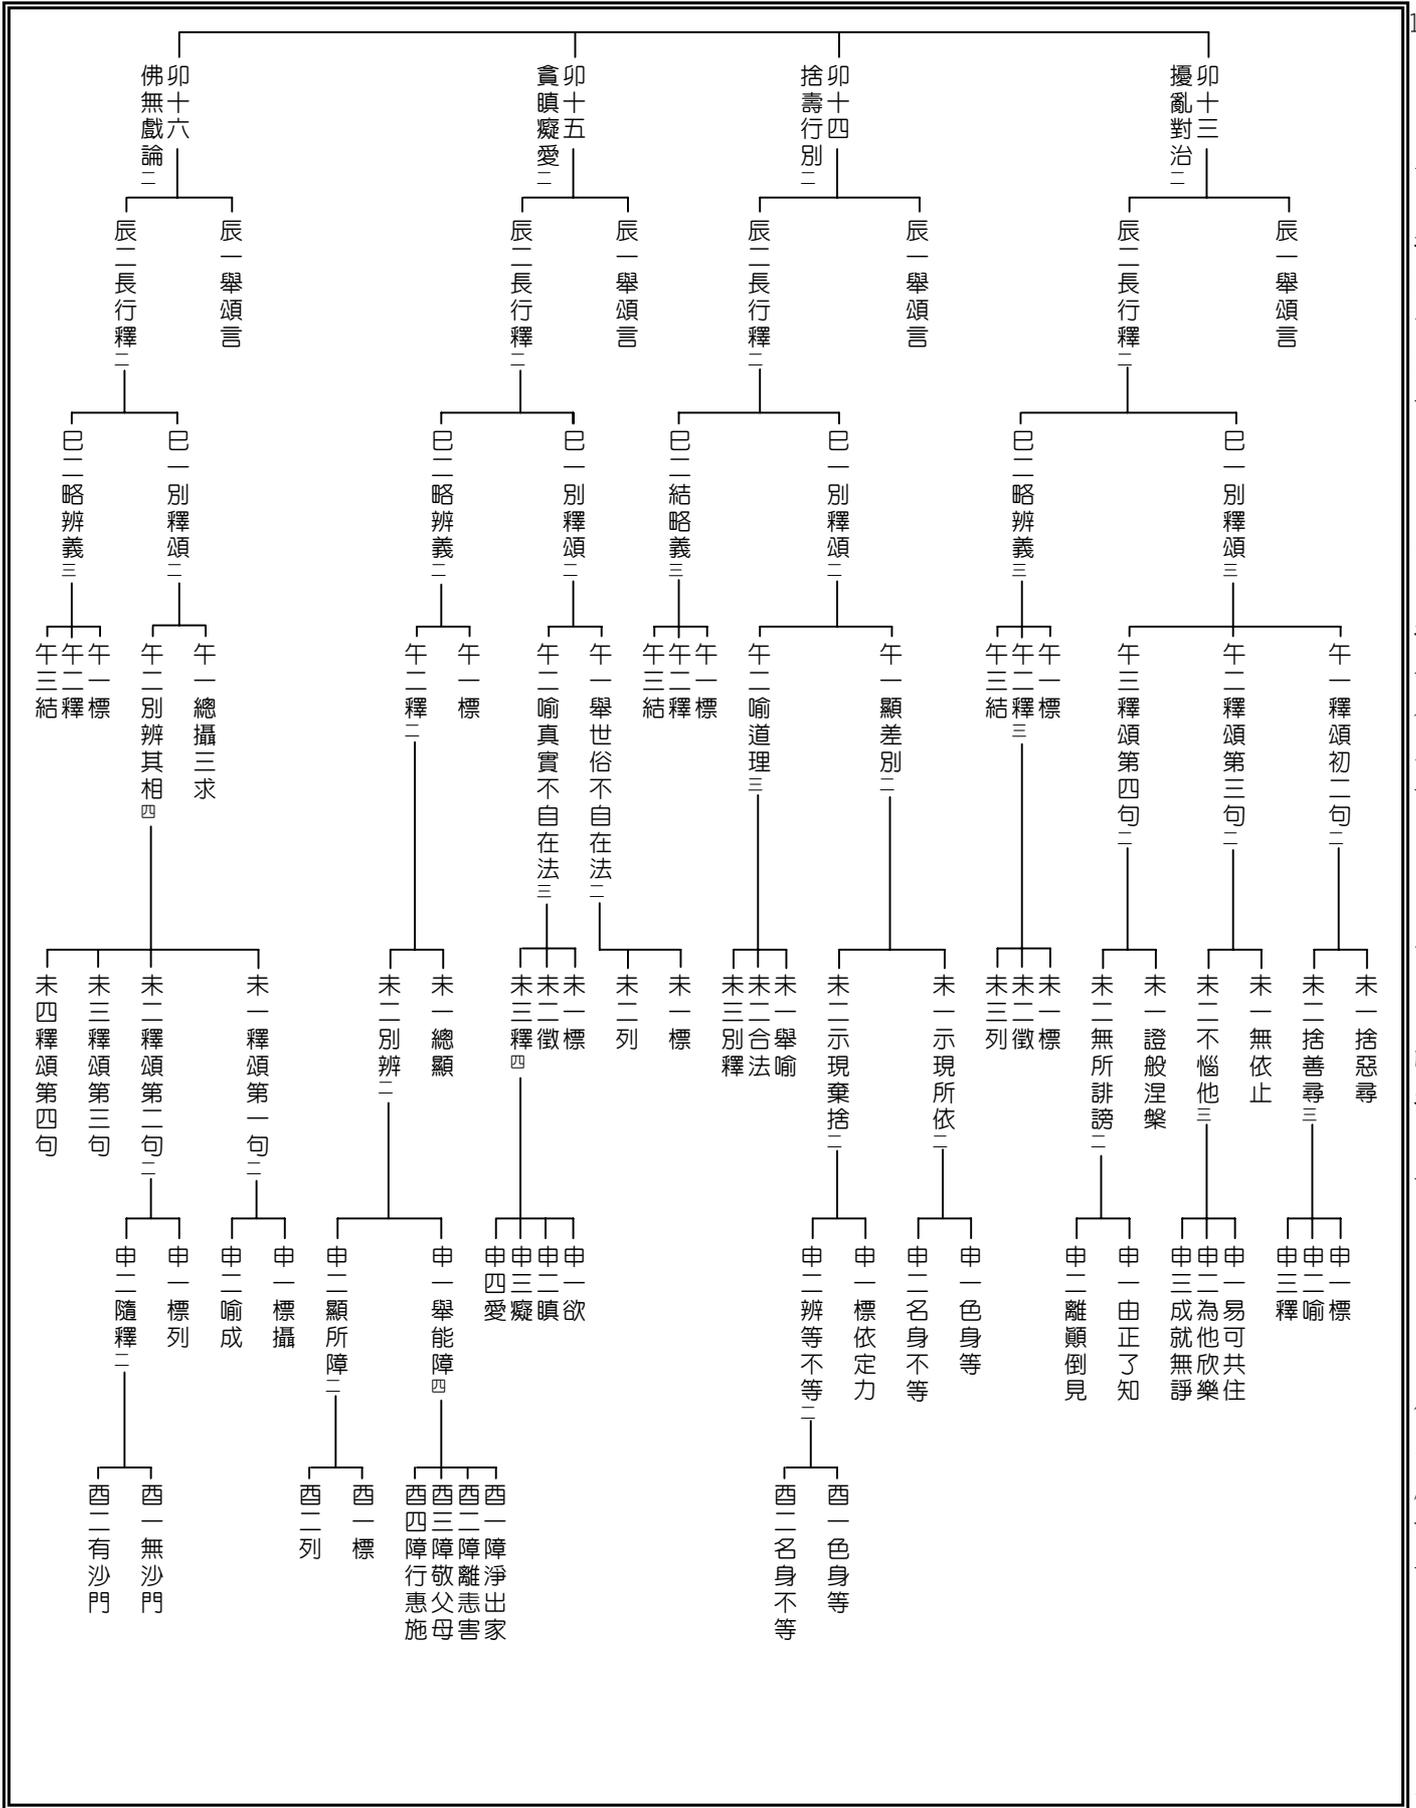 卯十三
擾亂對治二
辰一舉頌言
辰二長行釋二
巳一別釋頌三
午一釋頌初二句二
未一捨惡尋
未二捨善尋三
申一標
申二喻
申三釋
午二釋頌第三句二
未一無依止
未二不惱他三
申一易可共住
申二為他欣樂
申三成就無諍
午三釋頌第四句二
未一證般涅槃
未二無所誹謗二
申一由正了知
申二離顛倒見
巳二略辨義三
午一標
午二釋三
未一標
未二徵
未三列
午三結
卯十四
捨壽行別二
辰一舉頌言
辰二長行釋二
巳一別釋頌二
午一顯差別二
未一示現所依二
申一色身等
申二名身不等
未二示現棄捨二
申一標依定力
申二辨等不等二
酉一色身等
酉二名身不等
午二喻道理三
未一舉喻
未二合法
未三別釋
巳二結略義三
午一標
午二釋
午三結
卯十五
貪瞋癡愛二
辰一舉頌言
辰二長行釋二
巳一別釋頌二
午一舉世俗不自在法二
未一標
未二列
午二喻真實不自在法三
未一標
未二徵
未三釋四
申一欲
申二瞋
申三癡
申四愛
巳二略辨義二
午一標
午二釋二
未一總顯
未二別辨二
申一舉能障四
酉一障淨出家
酉二障離恚害
酉三障敬父母
酉四障行惠施
申二顯所障二
酉一標
酉二列
卯十六
佛無戲論二
辰一舉頌言
辰二長行釋二
巳一別釋頌二
午一總攝三求
午二別辨其相四
未一釋頌第一句二
申一標攝
申二喻成
未二釋頌第二句二
申一標列
申二隨釋二
酉一無沙門
酉二有沙門
未三釋頌第三句
未四釋頌第四句
巳二略辨義三
午一標
午二釋
午三結